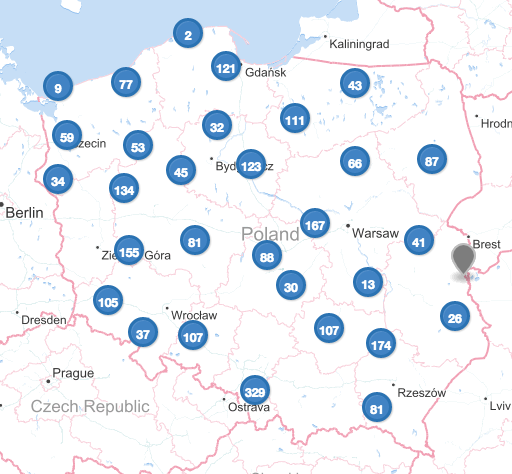 2
Kaliningrad
121
Gdańsk
77
9
43
111
Hrodn
32
59
zecin
53
66
87
45
Byd
cz
123
34
134
Berlin
167
Warsaw
81
Poland
41
Brest
155
Zie
Góra
88
13
30
105
Wrocław
26
Dresden
37
107
107
174
Prague
329
Rzeszów
Czech Republic
Ostrava
81
Lviv